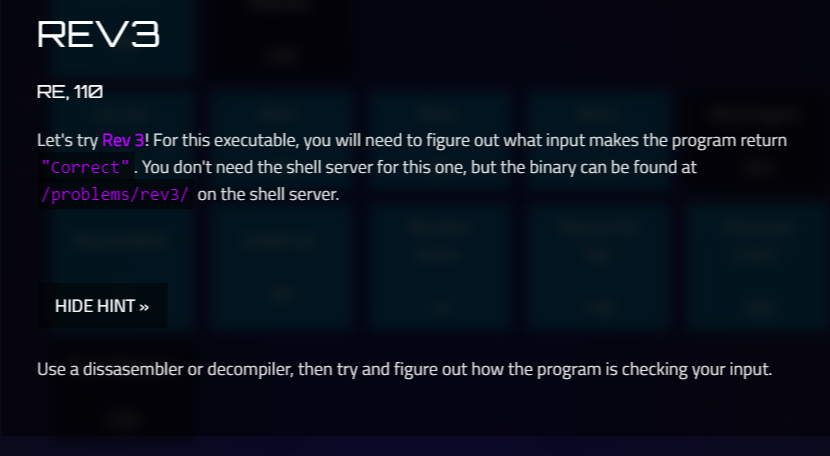 REV3
RE, 110
Let's try Rev 3! For this executable, you will need to figure out what input makes the program return
"Correct". You don't need the shell server for this one, but the binary can be found at
/problems/rev3/ on the shell server.
HIDE HINT »
Use a dissasembler or decompiler, then try and figure out how the program is checking your input.